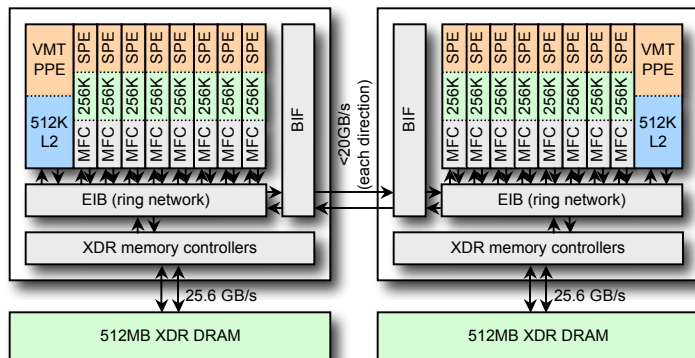 VMT
PPE
512K
L2
SPE
256K
MFC
SPE
256K
MFC
SPE
256K
MFC
SPE
256K
MFC
SPE
256K
MFC
SPE
256K
MFC
SPE
256K
MFC
SPE
256K
MFC
BIF
EIB (ring network)
XDR memory controllers
25.6 GB/s
512MB XDR DRAM
<20GB/s
(each direction)
BIF
SPE
256K
MFC
SPE
256K
MFC
SPE
256K
MFC
SPE
256K
MFC
SPE
256K
MFC
SPE
256K
MFC
SPE
256K
MFC
SPE
256K
MFC
VMT
PPE
512K
L2
EIB (ring network)
XDR memory controllers
25.6 GB/s
512MB XDR DRAM